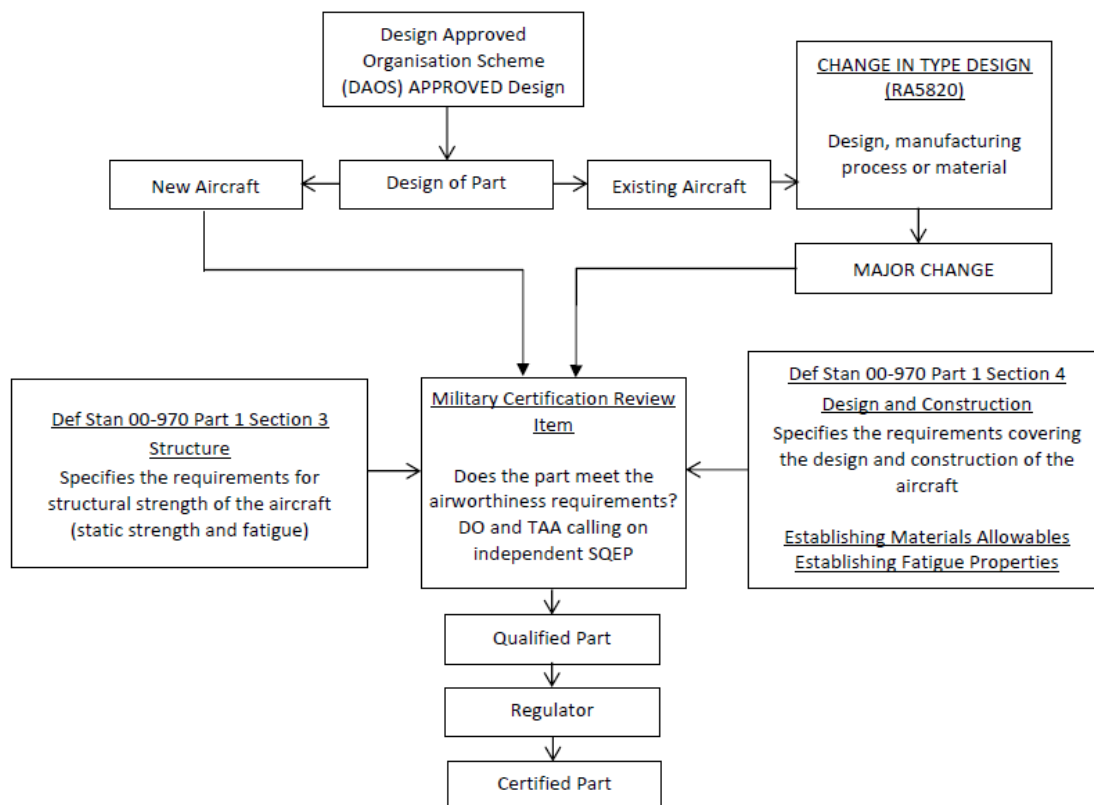 Design Approved
Organisation Scheme
(DAOS) APPROVED Design
CHANGE IN TYPE DESIGN
(RA5820)
Design, manufacturing
process or material
New Aircraft
Design of Part
Existing Aircraft
MAJOR CHANGE
Def Stan 00-970 Part 1 Section 3
Structure
Specifies the requirements for
structural strength of the aircraft
(static strength and fatigue)
Military Certification Review
Item
Does the part meet the
airworthiness requirements?
DO and TAA calling on
independent SQEP
Def Stan 00-970 Part 1 Section 4
Design and Construction
Specifies the requirements covering
the design and construction of the
aircraft
Establishing Materials Allowables
Establishing Fatigue Properties
Qualified Part
Regulator
Certified Part